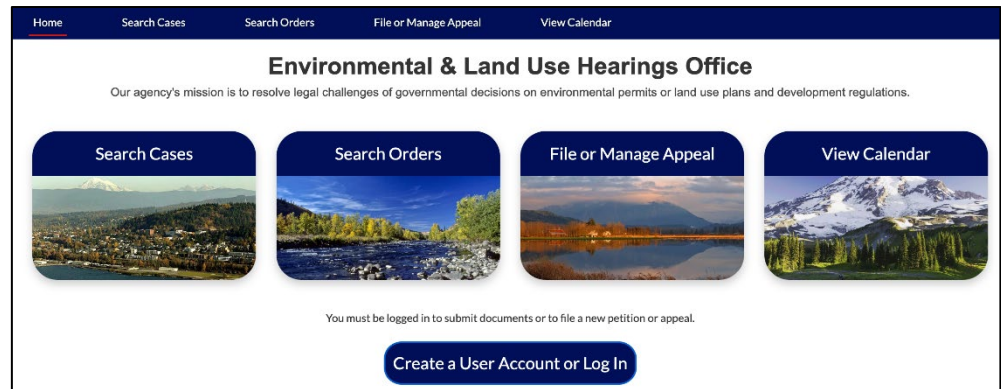 Home Search Cases Search Orders File or Manage Appeal View Calendar
Environmental & Land Use Hearings Office
Our agency's mission is to resolve legal challenges of governmental decisions on environmental permits or land use plans and development regulations.
Search Cases Search Orders File or Manage Appeal View Calendar
You must be logged in to submit documents or to file a new petition or appeal.
Create a User Account or Log In